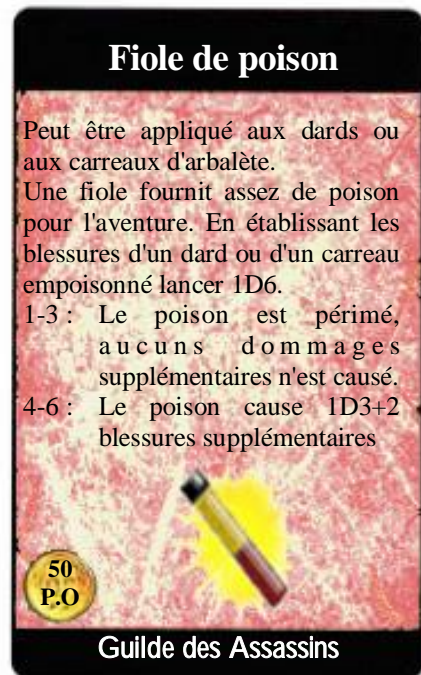 Fiole de poison
Peut être appliqué aux dards ou
aux carreaux d'arbalète.
Une fiole fournit assez de poison
pour l'aventure. En établissant les
blessures d'un dard ou d'un carreau
empoisonné lancer 1D6.
1-3 : Le poison est périmé,
aucuns dommages
supplémentaires n'est causé.
4-6 : Le poison cause 1D3+2
blessures supplémentaires
50
P.O
Guilde des Assassins